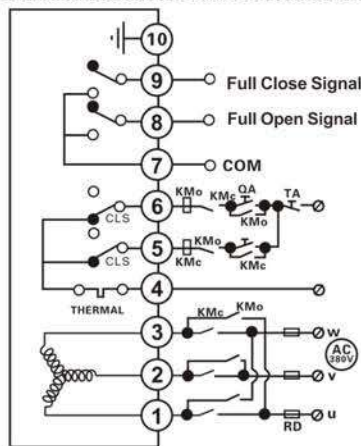 10
9 Full Close Signal
8 Full Open Signal
7 COM
6 KMo KMc QA TA
KMo
CLS
5 KMc KMo
KMc
CLS
4
THERMAL
3 KMc KMo w
AC
380V
2 v
1 u
RD